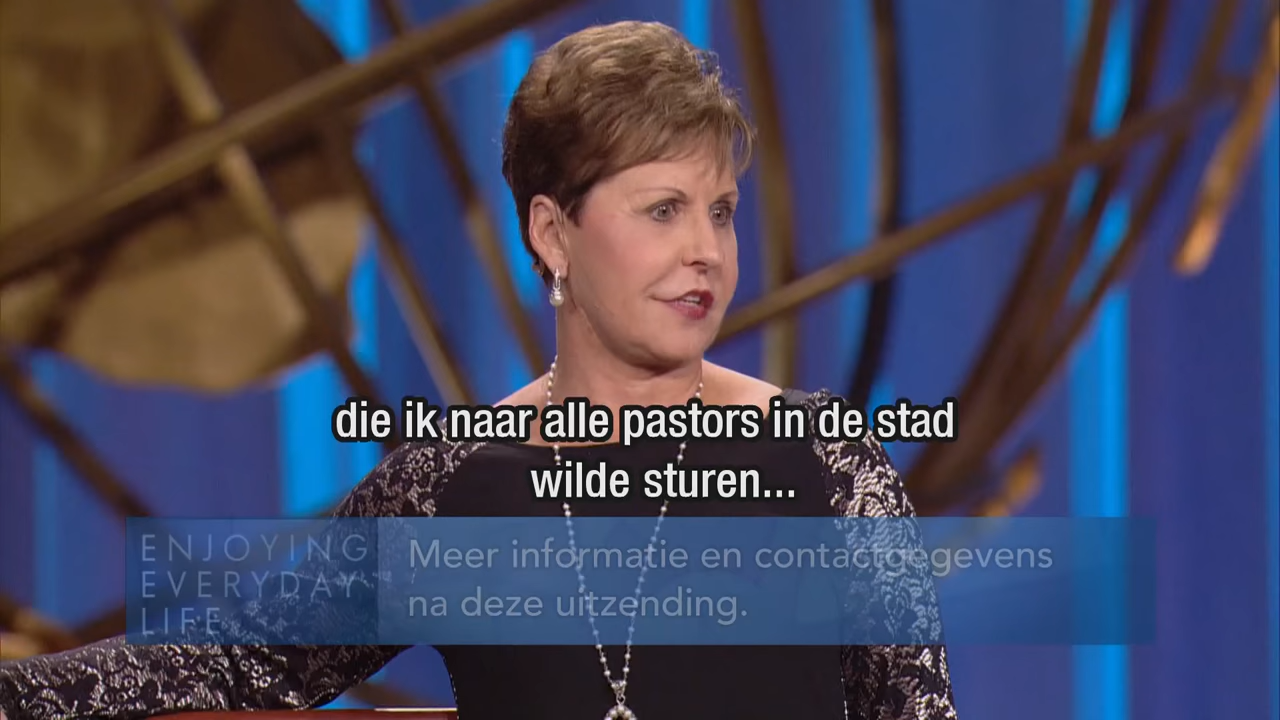 die ik naar alle pastors in de stad
wilde sturen...
ENJOYING
EVERYDAY
LIFE
Meer informatie en contactgegevens
na deze uitzending.